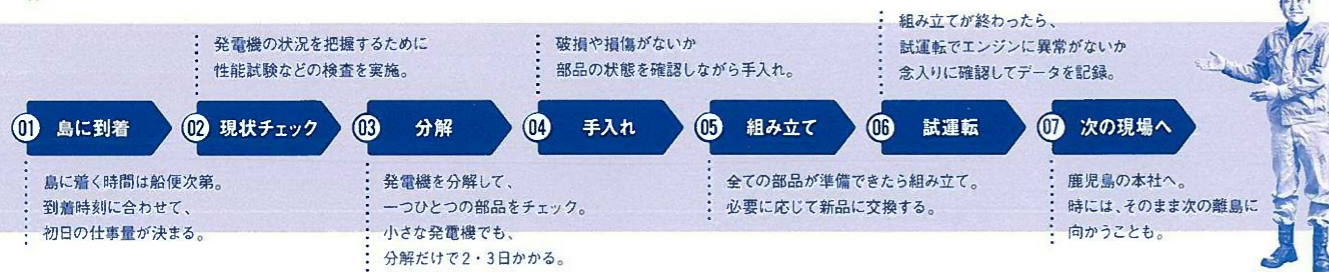 01 島に到着
島に着く時間は船便次第。
到着時刻に合わせて、
初日の仕事量が決まる。
02 現状チェック
発電機の状況を把握するために
性能試験などの検査を実施。
03 分解
発電機を分解して、
一つひとつの部品をチェック。
小さな発電機でも、
分解だけで2・3日かかる。
04 手入れ
破損や損傷がないか
部品の状態を確認しながら手入れ。
05 組み立て
全ての部品が準備できたら組み立て。
必要に応じて新品に交換する。
06 試運転
組み立てが終わったら、
試運転でエンジンに異常がないか
念入りに確認してデータを記録。
07 次の現場へ
鹿児島の本社へ。
時には、そのまま次の離島に
向かうことも。